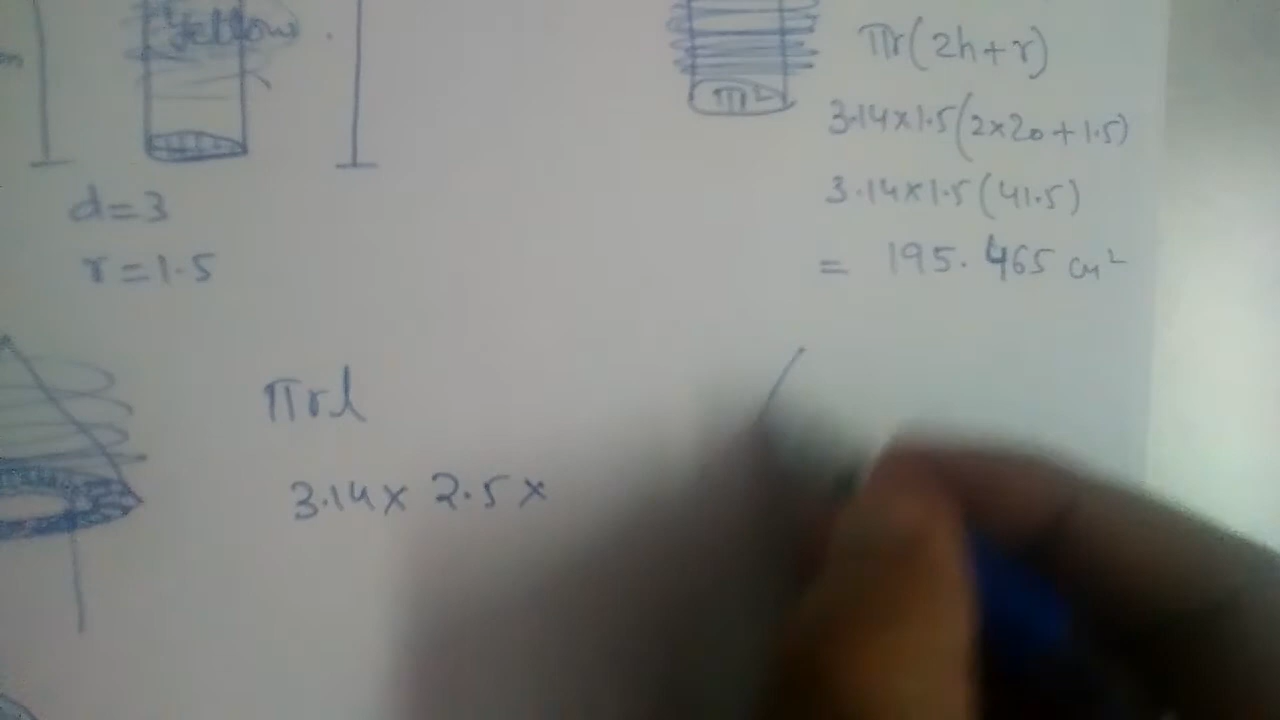 Yellow.
πr(2h+r)
πr²
3.14×1.5(2×20+1.5)
3.14×1.5(41.5)
= 195.465 cm²
d=3
r=1.5
πrl
3.14× 2.5×